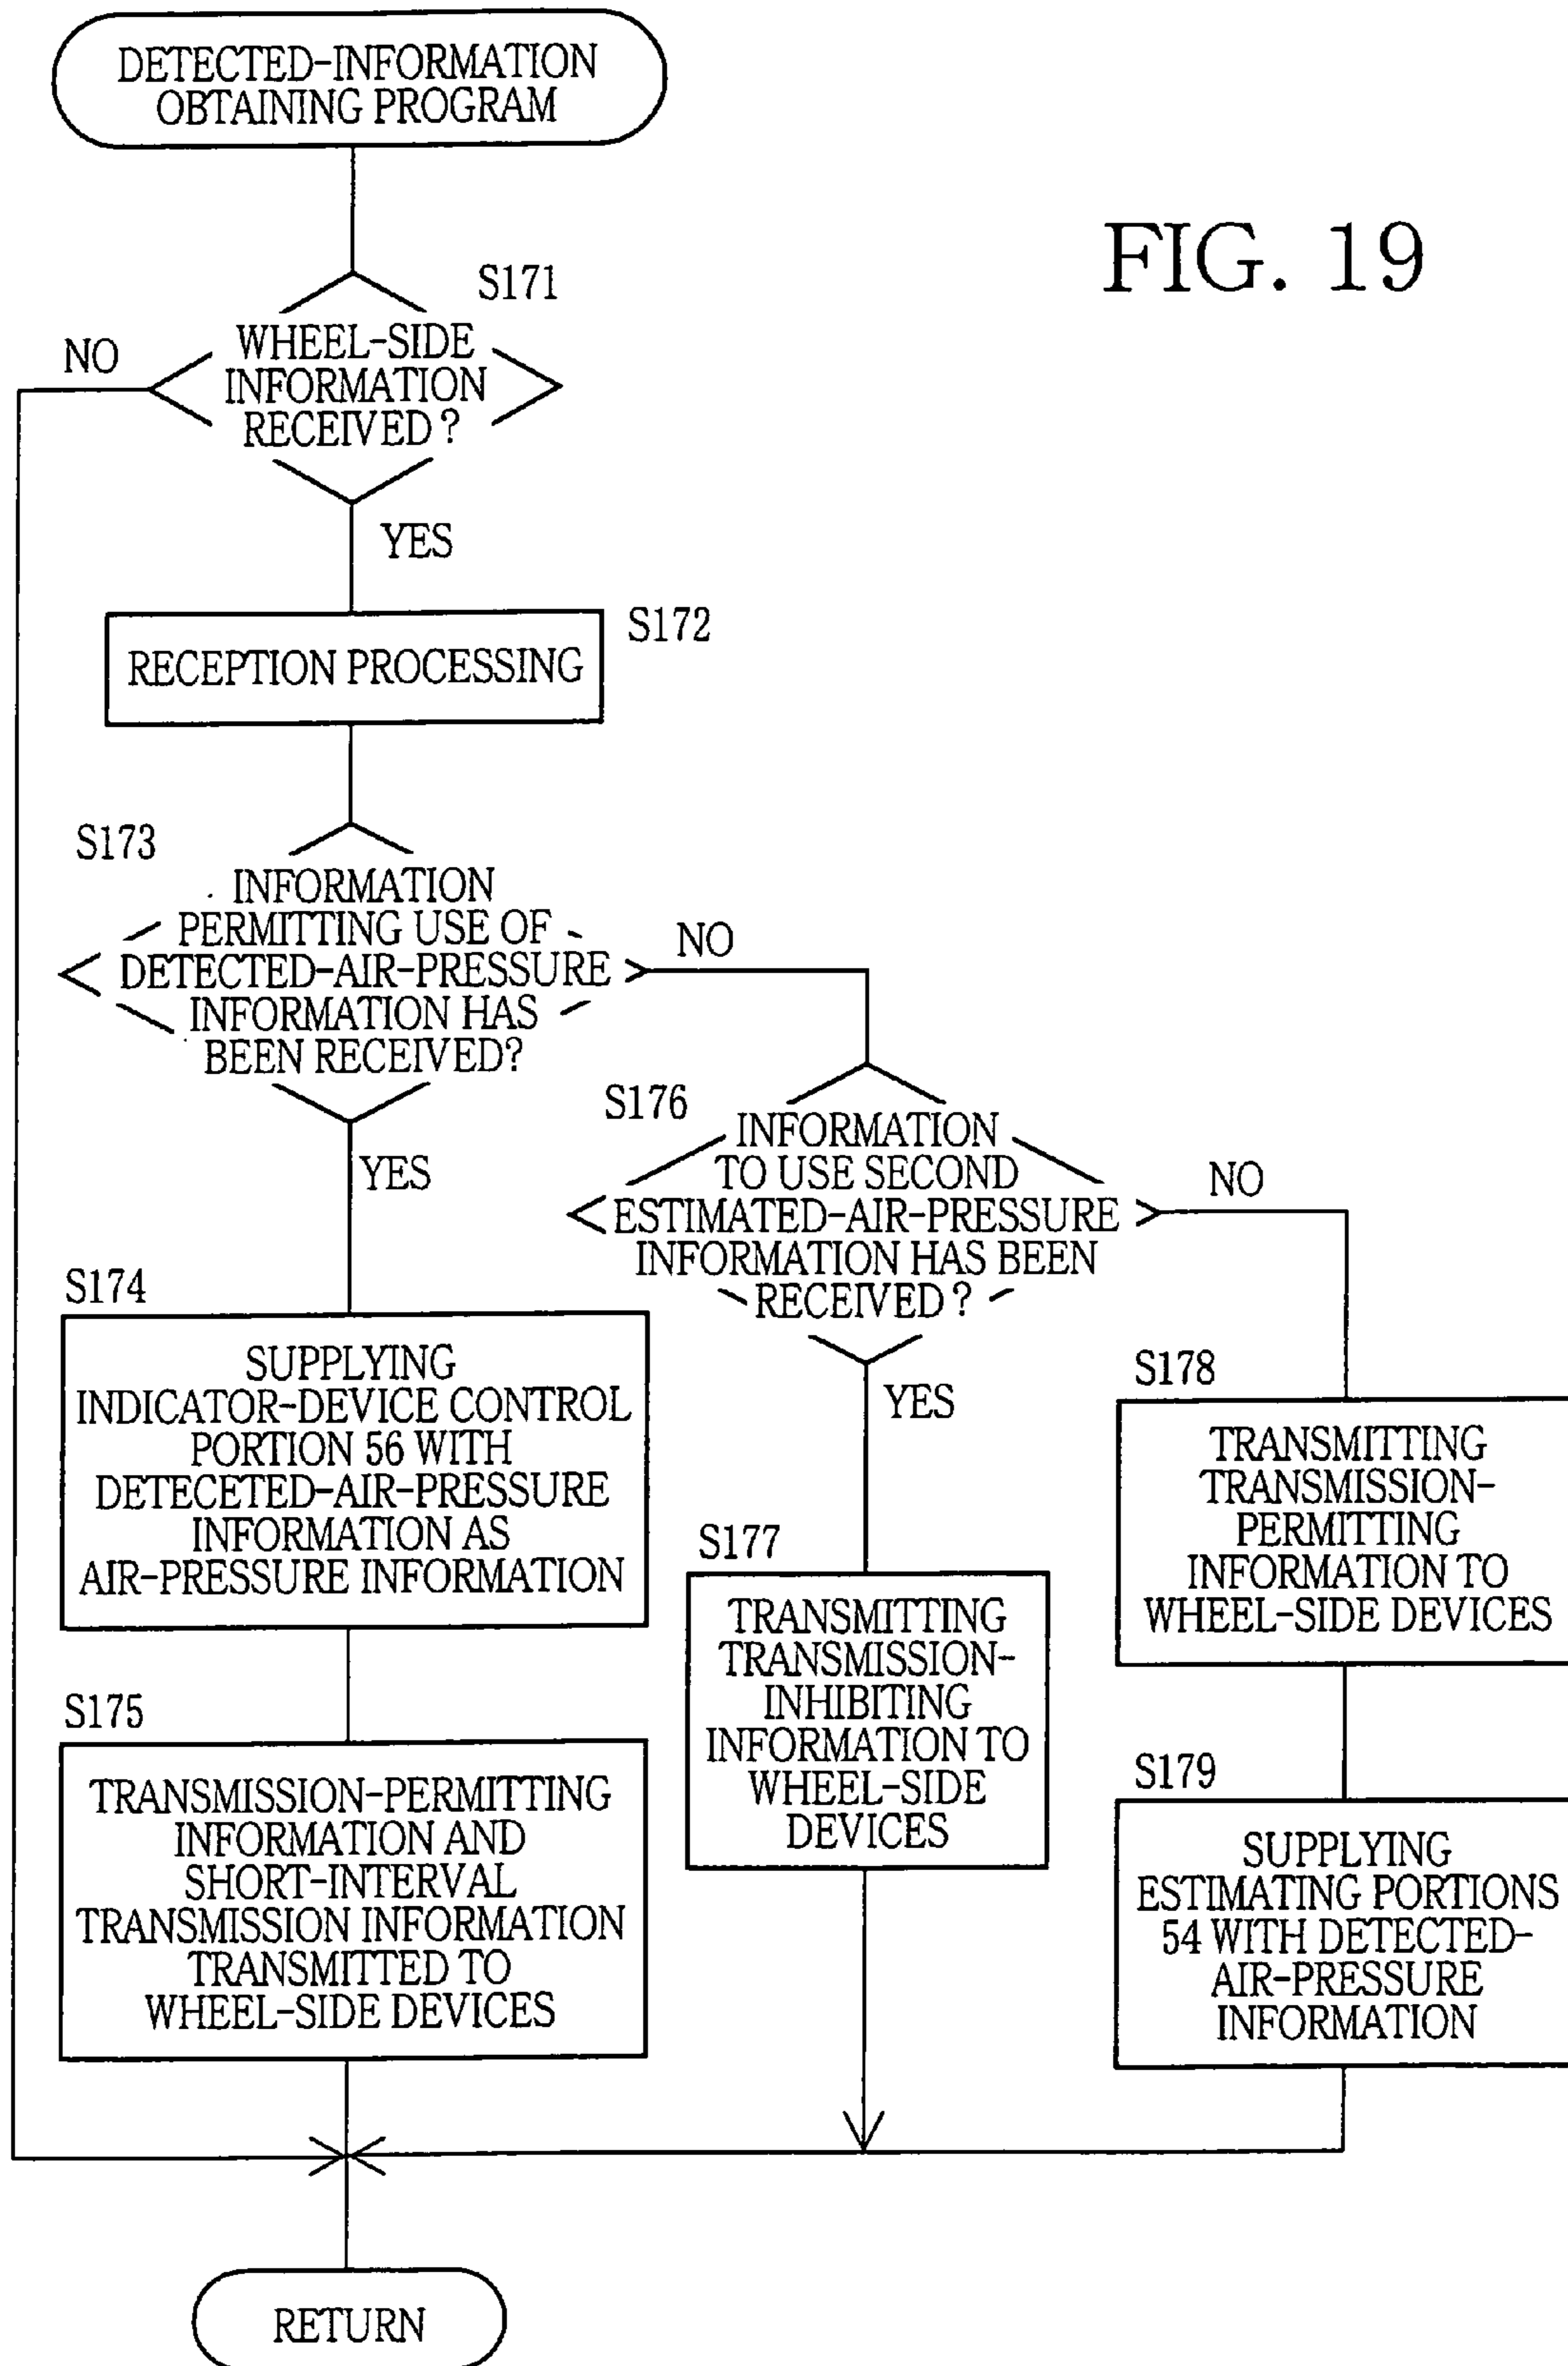 DETECTED-INFORMATION
OBTAINING PROGRAM
FIG. 19
S171
NO
WHEEL-SIDE
INFORMATION
RECEIVED?
YES
S172
RECEPTION PROCESSING
S173
INFORMATION
PERMITTING USE OF
DETECTED-AIR-PRESSURE
INFORMATION HAS
BEEN RECEIVED?
NO
YES
S176
INFORMATION
TO USE SECOND
ESTIMATED-AIR-PRESSURE
INFORMATION HAS BEEN
RECEIVED?
NO
YES
S174
SUPPLYING
INDICATOR-DEVICE CONTROL
PORTION 56 WITH
DETECETED-AIR-PRESSURE
INFORMATION AS
AIR-PRESSURE INFORMATION
S175
TRANSMISSION-PERMITTING
INFORMATION AND
SHORT-INTERVAL
TRANSMISSION INFORMATION
TRANSMITTED TO
WHEEL-SIDE DEVICES
S177
TRANSMITTING
TRANSMISSION-
INHIBITING
INFORMATION TO
WHEEL-SIDE
DEVICES
S178
TRANSMITTING
TRANSMISSION-
PERMITTING
INFORMATION TO
WHEEL-SIDE DEVICES
S179
SUPPLYING
ESTIMATING PORTIONS
54 WITH DETECTED-
AIR-PRESSURE
INFORMATION
RETURN